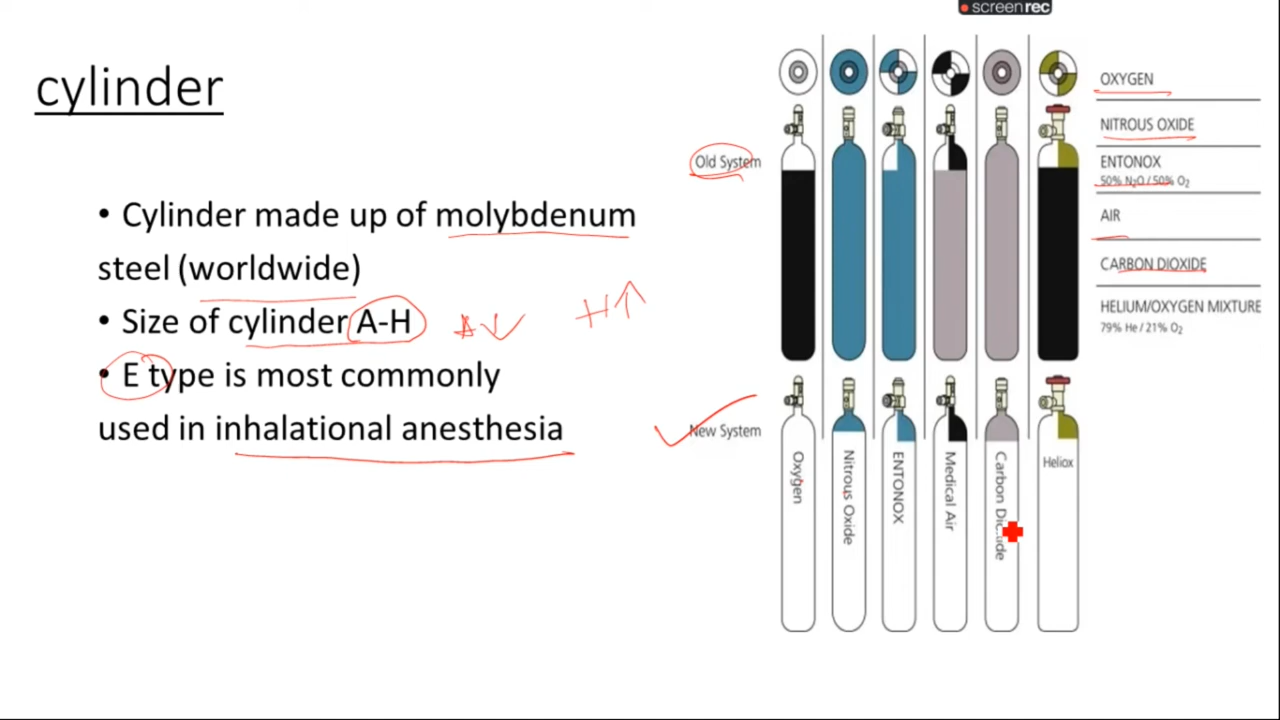 screenrec
cylinder
• Cylinder made up of molybdenum
steel (worldwide)
• Size of cylinder A-H
A↓ H↑
• E type is most commonly
used in inhalational anesthesia
Old System
New System
OXYGEN
NITROUS OXIDE
ENTONOX
50% N₂O / 50% O₂
AIR
CARBON DIOXIDE
HELIUM/OXYGEN MIXTURE
79% He / 21% O₂
Oxygen
Nitrous Oxide
ENTONOX
Medical Air
Carbon Dioxide
Heliox